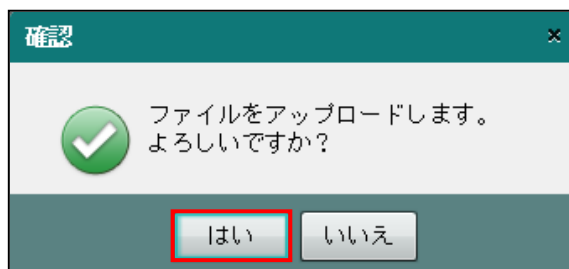 確認
ファイルをアップロードします。
よろしいですか？
はい
いいえ